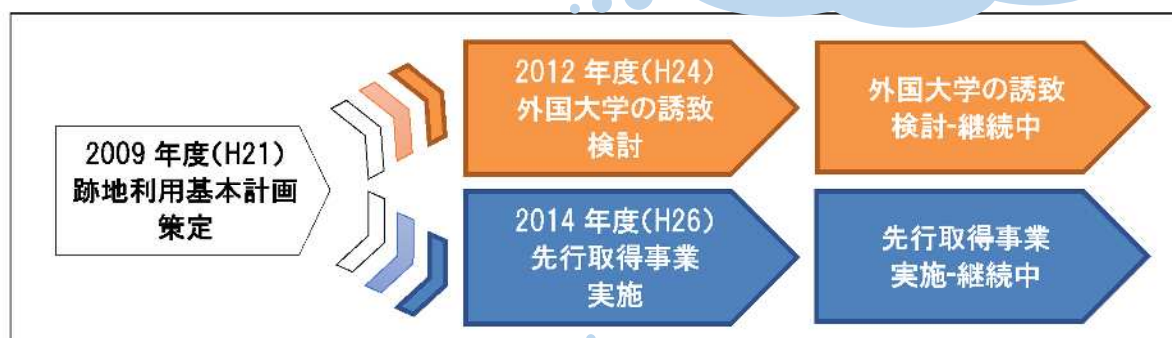 2009 年度(H21)
跡地利用基本計画
策定
2012 年度(H24)
外国大学の誘致
検討
外国大学の誘致
検討-継続中
2014 年度(H26)
先行取得事業
実施
先行取得事業
実施-継続中